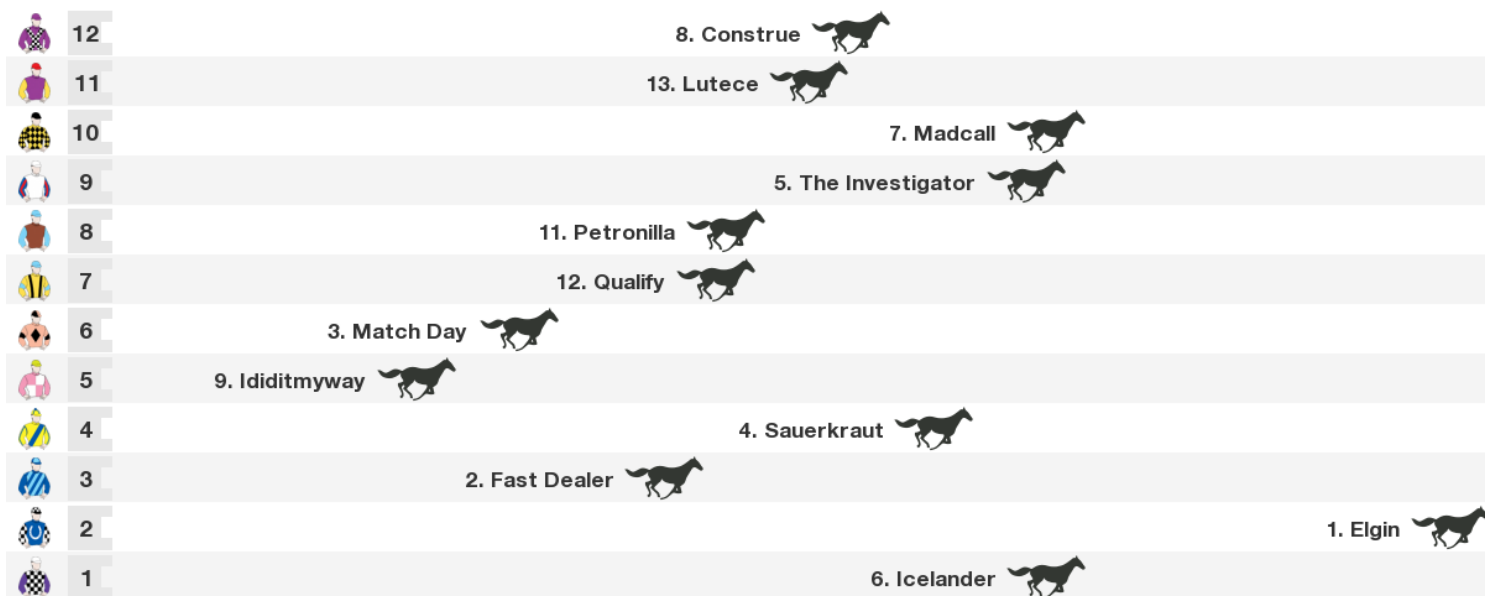 12 8. Construe
11 13. Lutece
10 7. Madcall
9 5. The Investigator
8 11. Petronilla
7 12. Qualify
6 3. Match Day
5 9. Ididitmyway
4 4. Sauerkraut
3 2. Fast Dealer
2 1. Elgin
1 6. Icelander